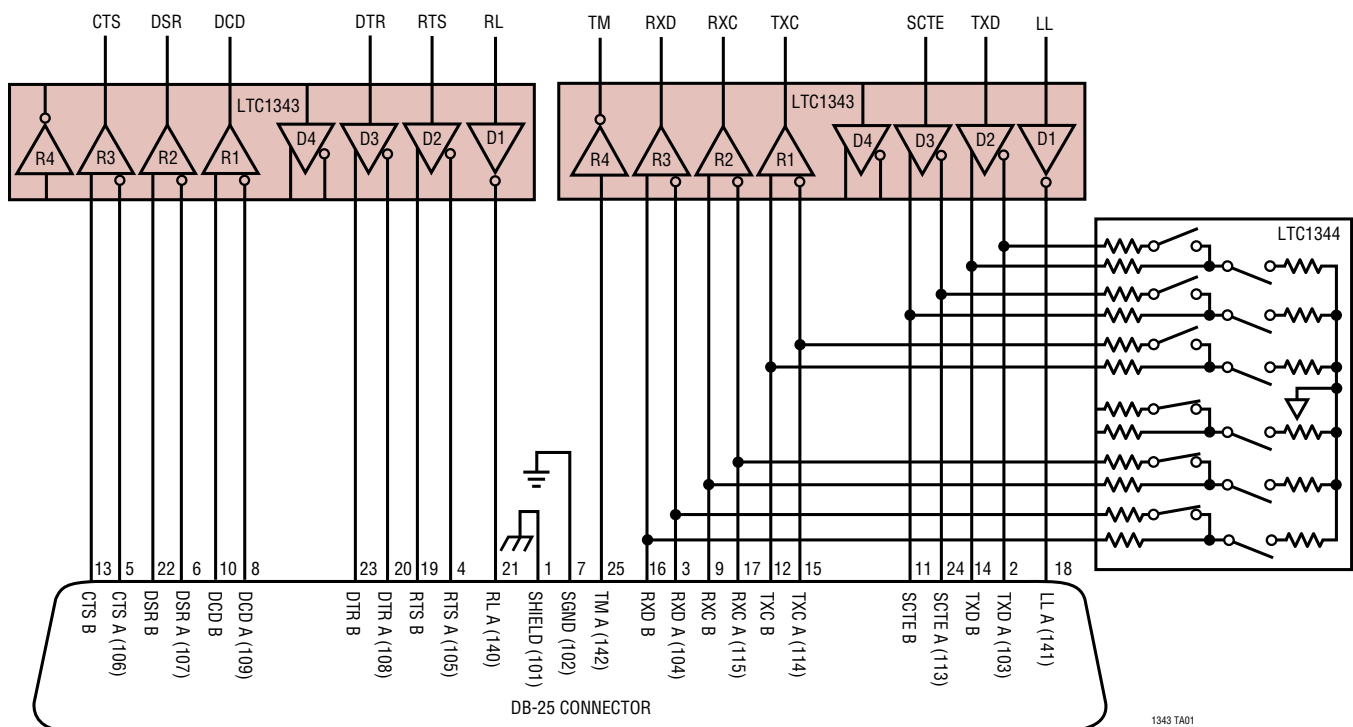 CTS DSR DCD DTR RTS RL TM RXD RXC TXC SCTE TXD LL
LTC1343 LTC1343
R4 R3 R2 R1 D4 D3 D2 D1 R4 R3 R2 R1 D4 D3 D2 D1
LTC1344
13 5 22 6 10 8 23 20 19 4 21 1 7 25 16 3 9 17 12 15 11 24 14 2 18
CTS B
CTS A (106)
DSR B
DSR A (107)
DCD B
DCD A (109)
DTR B
DTR A (108)
RTS B
RTS A (105)
RL A (140)
SHIELD (101)
SGND (102)
TM A (142)
RXD B
RXD A (104)
RXC B
RXC A (115)
TXC B
TXC A (114)
SCTE B
SCTE A (113)
TXD B
TXD A (103)
LL A (141)
DB-25 CONNECTOR
1343 TA01